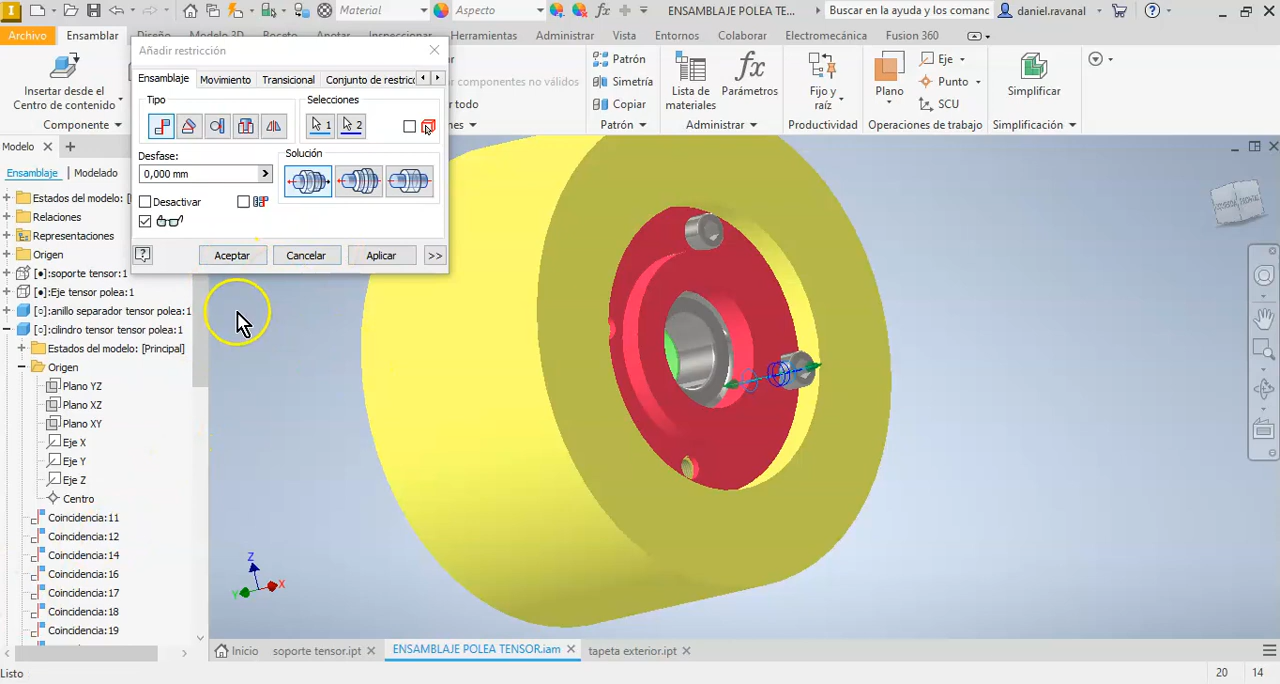 Material
Aspecto
fx
ENSAMBLAJE POLEA TE...
Buscar en la ayuda y los comanc
daniel.ravanal
Archivo
Ensamblar
Diseño
Modelo 3D
Boceto
Anotar
Inspeccionar
Herramientas
Administrar
Vista
Entornos
Colaborar
Electromecánica
Fusion 360
Insertar desde el
Centro de contenido
Componente
componentes no válidos
Patrón
Simetría
Copiar
Patrón
Lista de
materiales
fx
Parámetros
Administrar
Fijo y
raíz
Productividad
Plano
Eje
Punto
SCU
Operaciones de trabajo
Simplificar
Simplificación
Añadir restricción
Ensamblaje
Movimiento
Transicional
Conjunto de restricc
Tipo
Selecciones
1
2
Desfase:
0,000 mm
Solución
Desactivar
Aceptar
Cancelar
Aplicar
>>
Modelo
Ensamblaje
Modelado
Estados del modelo: [
Relaciones
Representaciones
Origen
[●]:soporte tensor:1
[●]:Eje tensor polea:1
[○]:anillo separador tensor polea:1
[○]:cilindro tensor tensor polea:1
Estados del modelo: [Principal]
Origen
Plano YZ
Plano XZ
Plano XY
Eje X
Eje Y
Eje Z
Centro
Coincidencia:11
Coincidencia:12
Coincidencia:14
Coincidencia:16
Coincidencia:17
Coincidencia:18
Coincidencia:19
Z
Y
X
Inicio
soporte tensor.ipt
ENSAMBLAJE POLEA TENSOR.iam
tapeta exterior.ipt
Listo
20
14